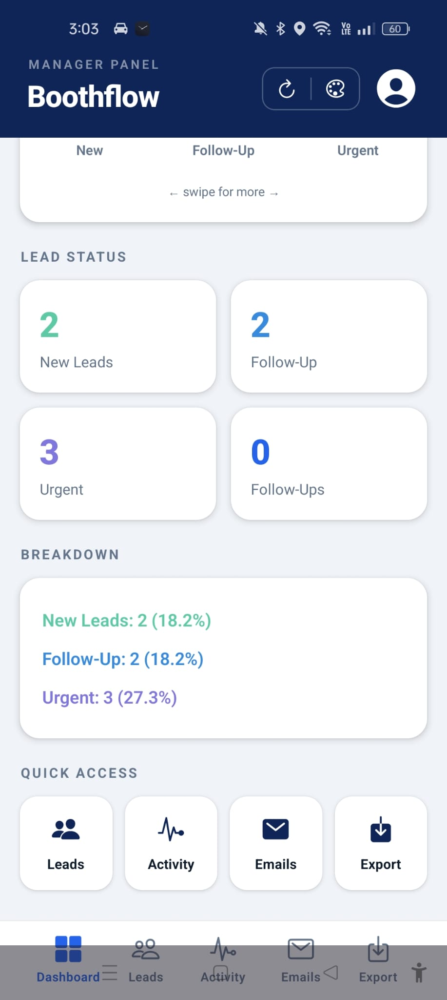 3:03
Vo
LTE
60
MANAGER PANEL
Boothflow
New Follow-Up Urgent
← swipe for more →
LEAD STATUS
2
New Leads
2
Follow-Up
3
Urgent
0
Follow-Ups
BREAKDOWN
New Leads: 2 (18.2%)
Follow-Up: 2 (18.2%)
Urgent: 3 (27.3%)
QUICK ACCESS
Leads Activity Emails Export
Dashboard Leads Activity Emails Export